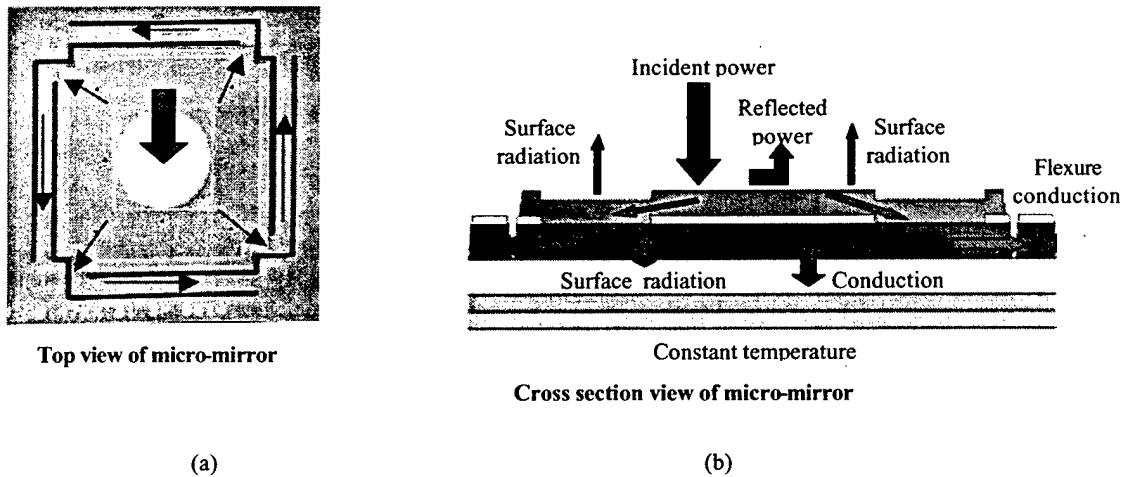 Incident power
Reflected
power
Surface
radiation
Surface
radiation
Flexure
conduction
Surface radiation
Conduction
Constant temperature
Top view of micro-mirror
Cross section view of micro-mirror
(a)
(b)